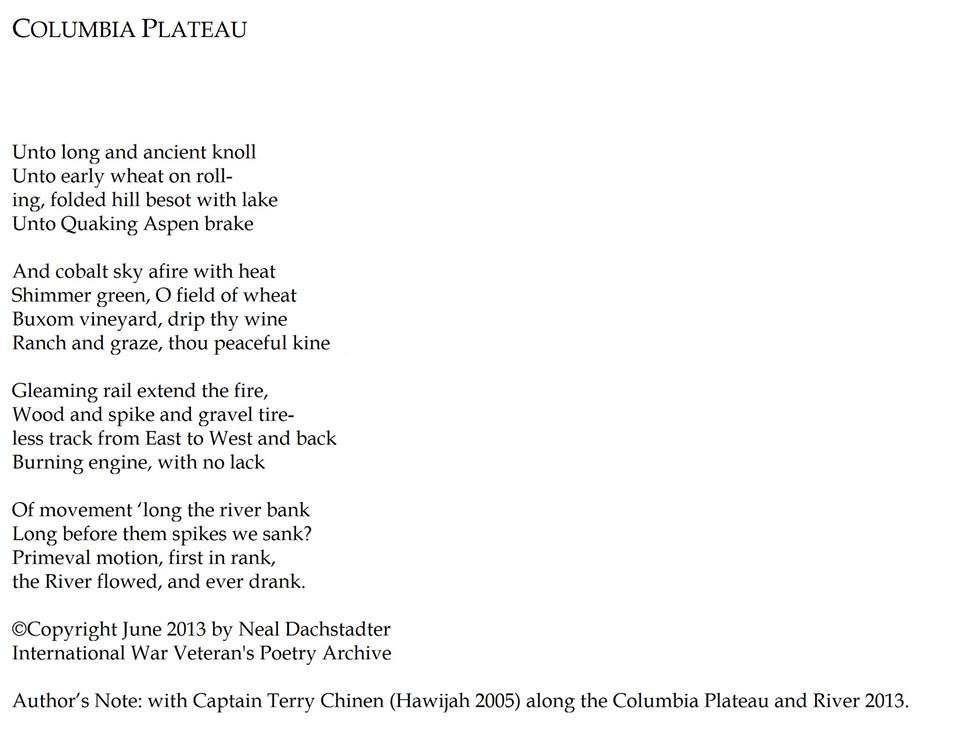 COLUMBIA PLATEAU
Unto long and ancient knoll
Unto early wheat on roll-
ing, folded hill besot with lake
Unto Quaking Aspen brake
And cobalt sky afire with heat
Shimmer green, O field of wheat
Buxom vineyard, drip thy wine
Ranch and graze, thou peaceful kine
Gleaming rail extend the fire,
Wood and spike and gravel tire-
less track from East to West and back
Burning engine, with no lack
Of movement ‘long the river bank
Long before them spikes we sank?
Primeval motion, first in rank,
the River flowed, and ever drank.
©Copyright June 2013 by Neal Dachstadter
International War Veteran's Poetry Archive
Author’s Note: with Captain Terry Chinen (Hawijah 2005) along the Columbia Plateau and River 2013.